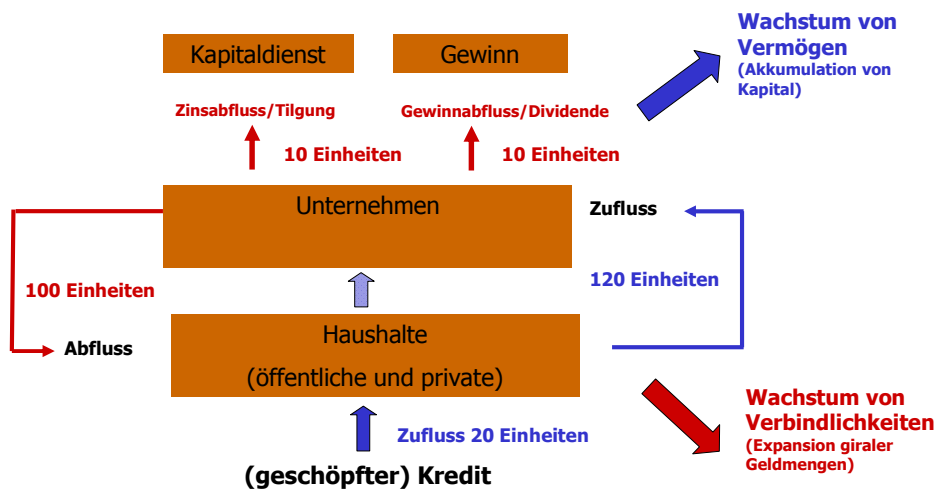 Kapitaldienst
Gewinn
Wachstum von
Vermögen
(Akkumulation von
Kapital)
Zinsabfluss/Tilgung
Gewinnabfluss/Dividende
10 Einheiten
10 Einheiten
Unternehmen
Zufluss
100 Einheiten
120 Einheiten
Abfluss
Haushalte
(öffentliche und private)
Wachstum von
Verbindlichkeiten
(Expansion giraler
Geldmengen)
Zufluss 20 Einheiten
(geschöpfter) Kredit